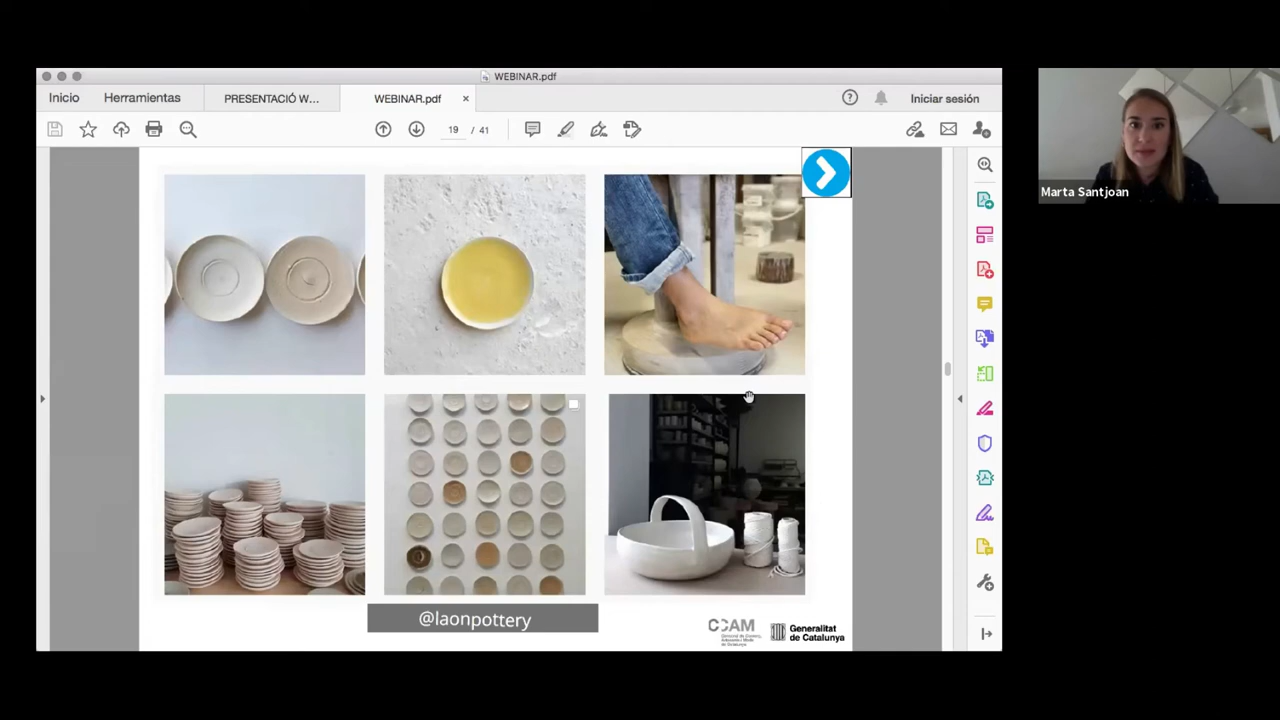 WEBINAR.pdf
Inicio
Herramientas
PRESENTACIÓ W...
WEBINAR.pdf
Iniciar sesión
19 / 41
Marta Santjoan
@laonpottery
CCAM
Generalitat
de Catalunya